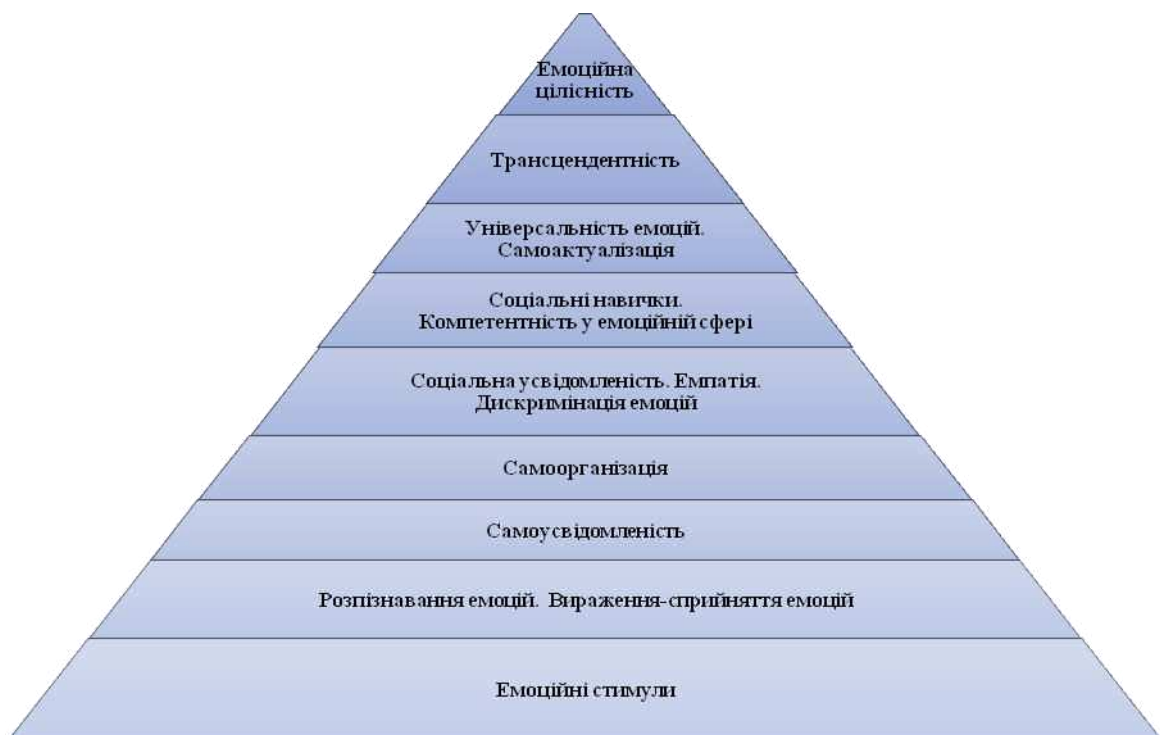 Емоційна
цілісність
Трансцендентність
Універсальність емоцій.
Самоактуалізація
Соціальні навички.
Компетентність у емоційній сфері
Соціальна усвідомленість. Емпатія.
Дискримінація емоцій
Самоорганізація
Самоусвідомленість
Розпізнавання емоцій. Вираження-сприйняття емоцій
Емоційні стимули